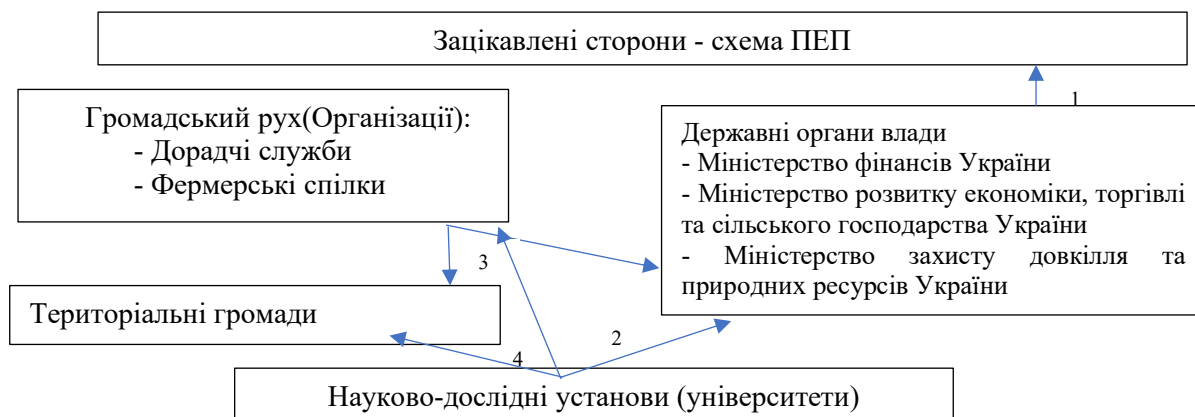 Зацікавлені сторони - схема ПЕП
1
Громадський рух(Організації):
- Дорадчі служби
- Фермерські спілки
Державні органи влади
- Міністерство фінансів України
- Міністерство розвитку економіки, торгівлі
та сільського господарства України
- Міністерство захисту довкілля та
природних ресурсів України
3
Територіальні громади
2
4
Науково-дослідні установи (університети)